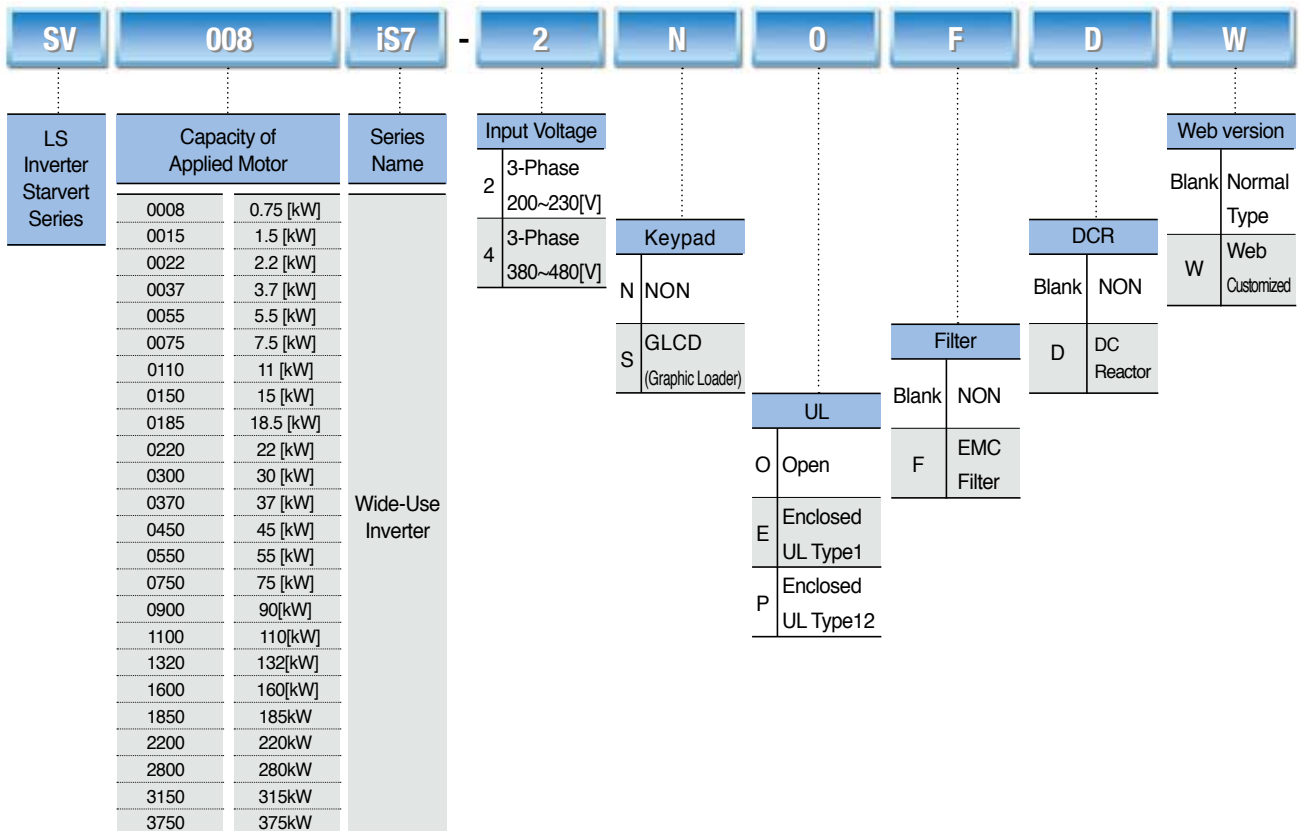 SV 008 iS7 - 2 N O F D W
LS
Inverter
Starvert
Series
Capacity of
Applied Motor
0008 0.75 [kW]
0015 1.5 [kW]
0022 2.2 [kW]
0037 3.7 [kW]
0055 5.5 [kW]
0075 7.5 [kW]
0110 11 [kW]
0150 15 [kW]
0185 18.5 [kW]
0220 22 [kW]
0300 30 [kW]
0370 37 [kW]
0450 45 [kW]
0550 55 [kW]
0750 75 [kW]
0900 90[kW]
1100 110[kW]
1320 132[kW]
1600 160[kW]
1850 185kW
2200 220kW
2800 280kW
3150 315kW
3750 375kW
Series
Name
Wide-Use
Inverter
Input Voltage
2 3-Phase
200~230[V]
4 3-Phase
380~480[V]
Keypad
N NON
S GLCD
(Graphic Loader)
UL
O Open
E Enclosed
UL Type1
P Enclosed
UL Type12
Filter
Blank NON
F EMC
Filter
DCR
Blank NON
D DC
Reactor
Web version
Blank Normal
Type
W Web
Customized